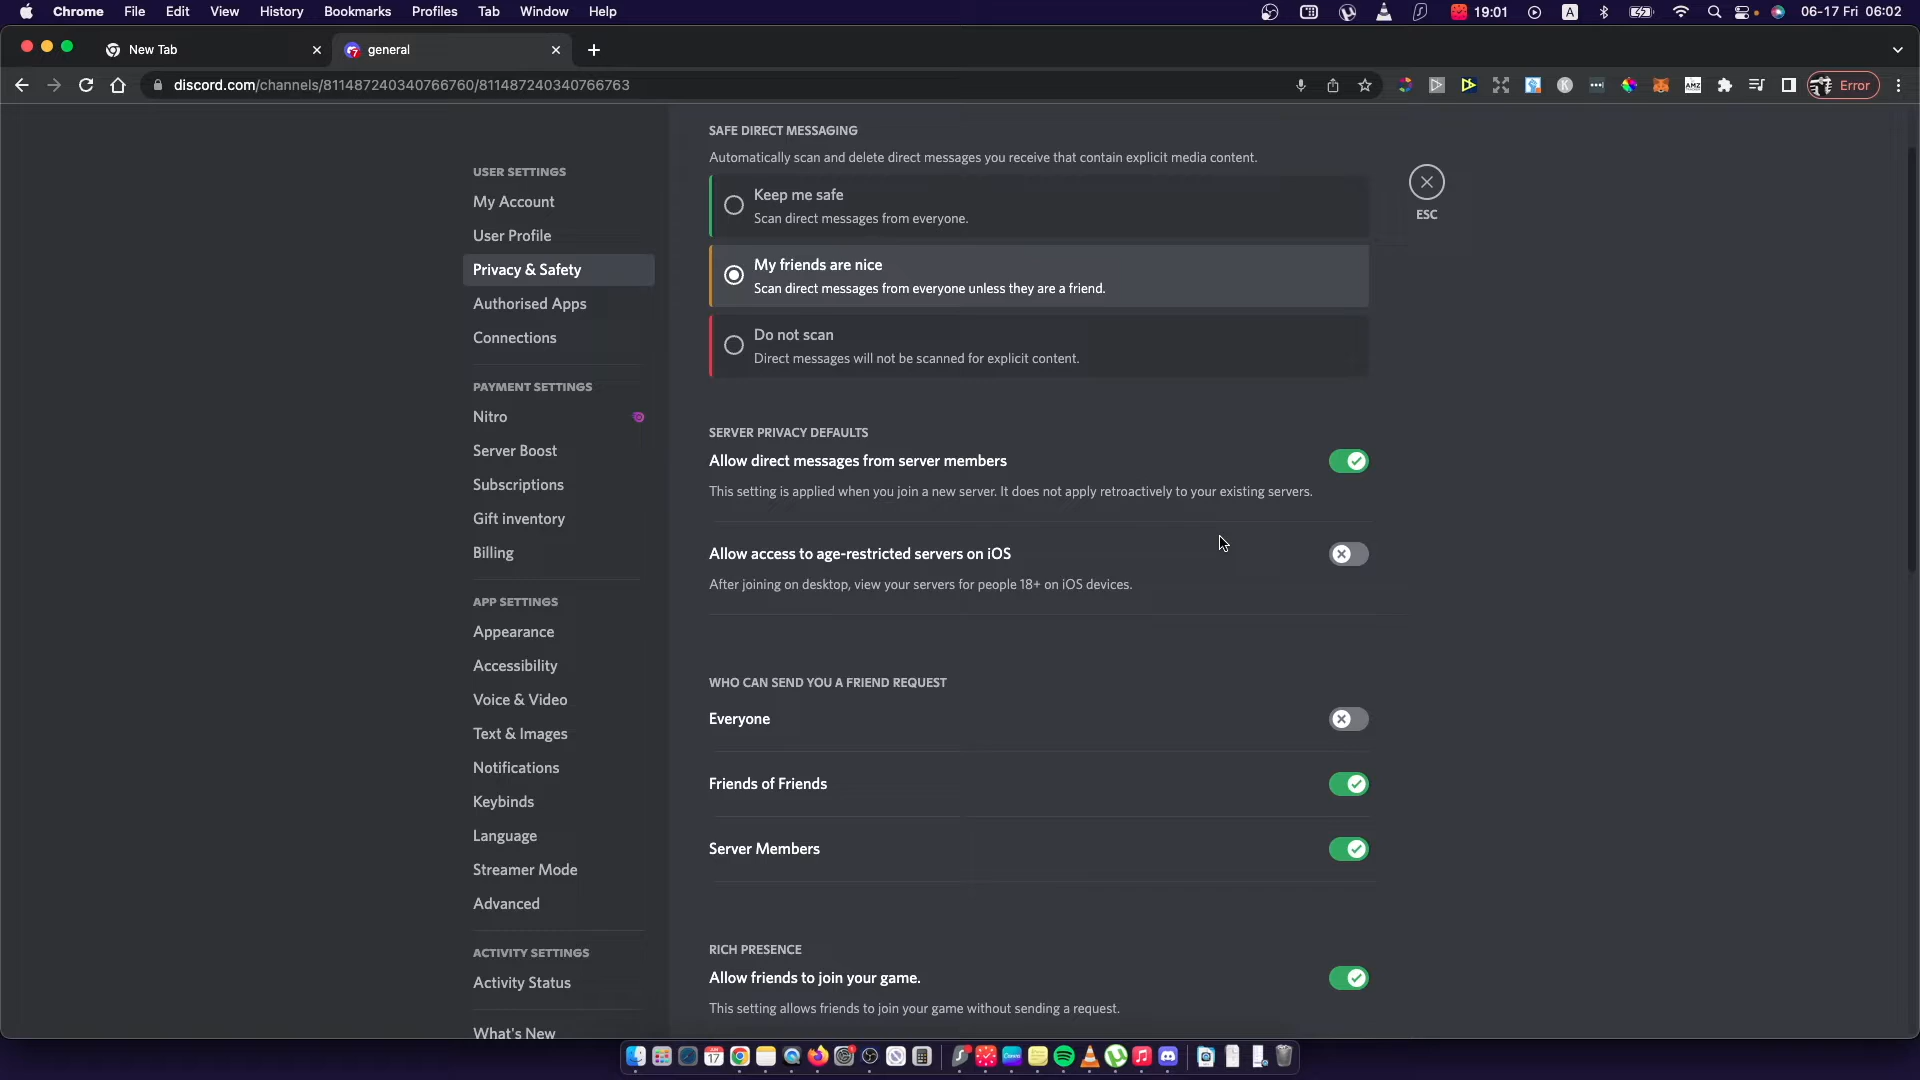 Chrome File Edit View History Bookmarks Profiles Tab Window Help 19:01 A 06-17 Fri 06:02
New Tab general
discord.com/channels/811487240340766760/811487240340766763 K AMZ Error
SAFE DIRECT MESSAGING
Automatically scan and delete direct messages you receive that contain explicit media content.
Keep me safe
Scan direct messages from everyone.
My friends are nice
Scan direct messages from everyone unless they are a friend.
Do not scan
Direct messages will not be scanned for explicit content.
ESC
USER SETTINGS
My Account
User Profile
Privacy & Safety
Authorised Apps
Connections
PAYMENT SETTINGS
Nitro
Server Boost
Subscriptions
Gift inventory
Billing
APP SETTINGS
Appearance
Accessibility
Voice & Video
Text & Images
Notifications
Keybinds
Language
Streamer Mode
Advanced
ACTIVITY SETTINGS
Activity Status
What's New
SERVER PRIVACY DEFAULTS
Allow direct messages from server members
This setting is applied when you join a new server. It does not apply retroactively to your existing servers.
Allow access to age-restricted servers on iOS
After joining on desktop, view your servers for people 18+ on iOS devices.
WHO CAN SEND YOU A FRIEND REQUEST
Everyone
Friends of Friends
Server Members
RICH PRESENCE
Allow friends to join your game.
This setting allows friends to join your game without sending a request.
17